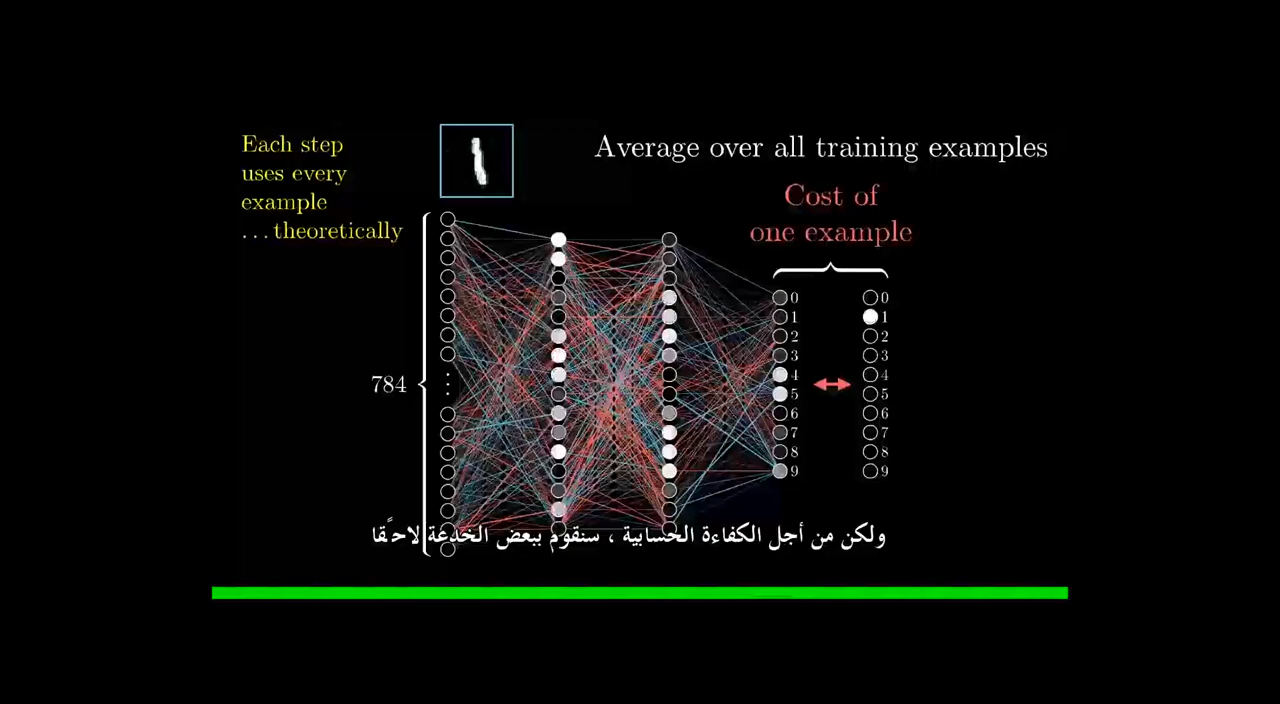 Each step
uses every
example
...theoretically
Average over all training examples
Cost of
one example
784
0
1
2
3
4
5
6
7
8
9
0
1
2
3
4
5
6
7
8
9
ولكن من أجل الكفاءة الحسابية ، سنقوم ببعض الخدعة لاحقًا